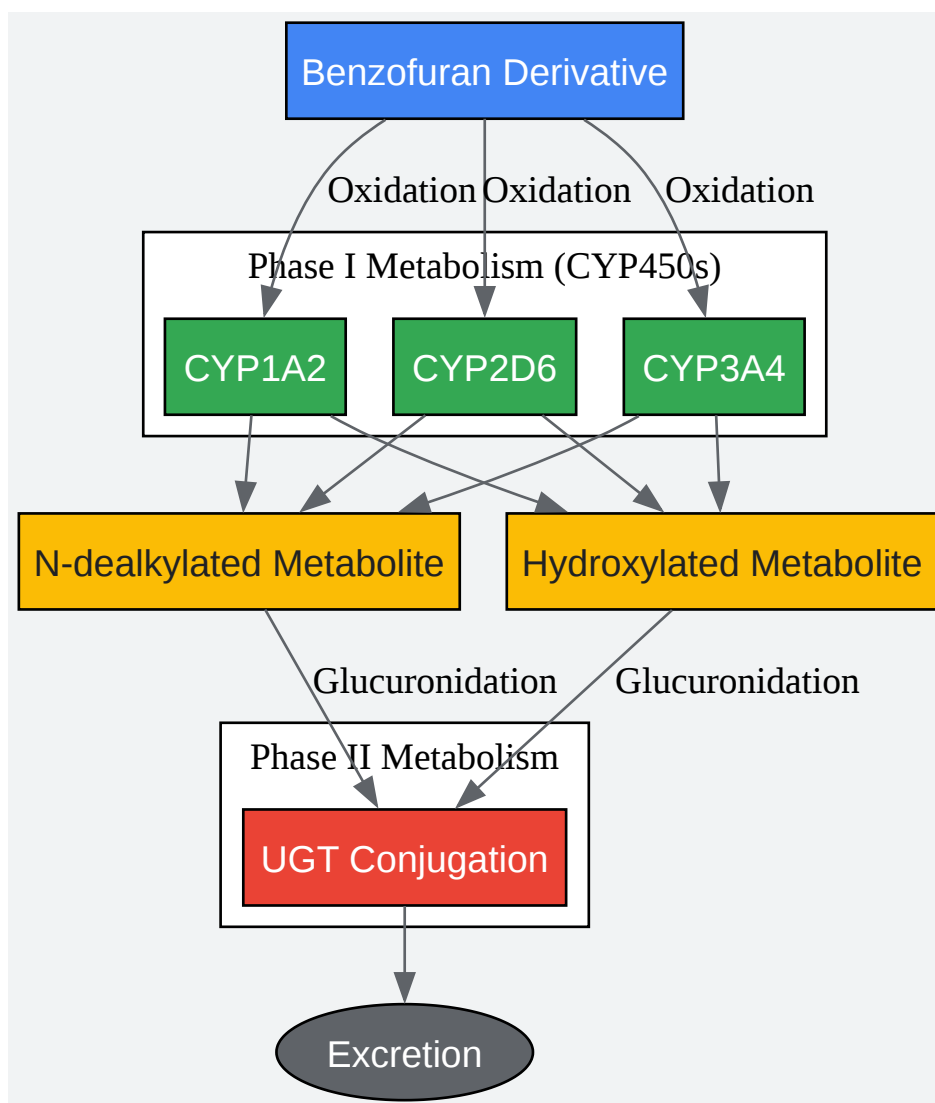 Benzofuran Derivative
Oxidation Oxidation Oxidation
Phase I Metabolism (CYP450s)
CYP1A2 CYP2D6 CYP3A4
N-dealkylated Metabolite Hydroxylated Metabolite
Glucuronidation Glucuronidation
Phase II Metabolism
UGT Conjugation
Excretion